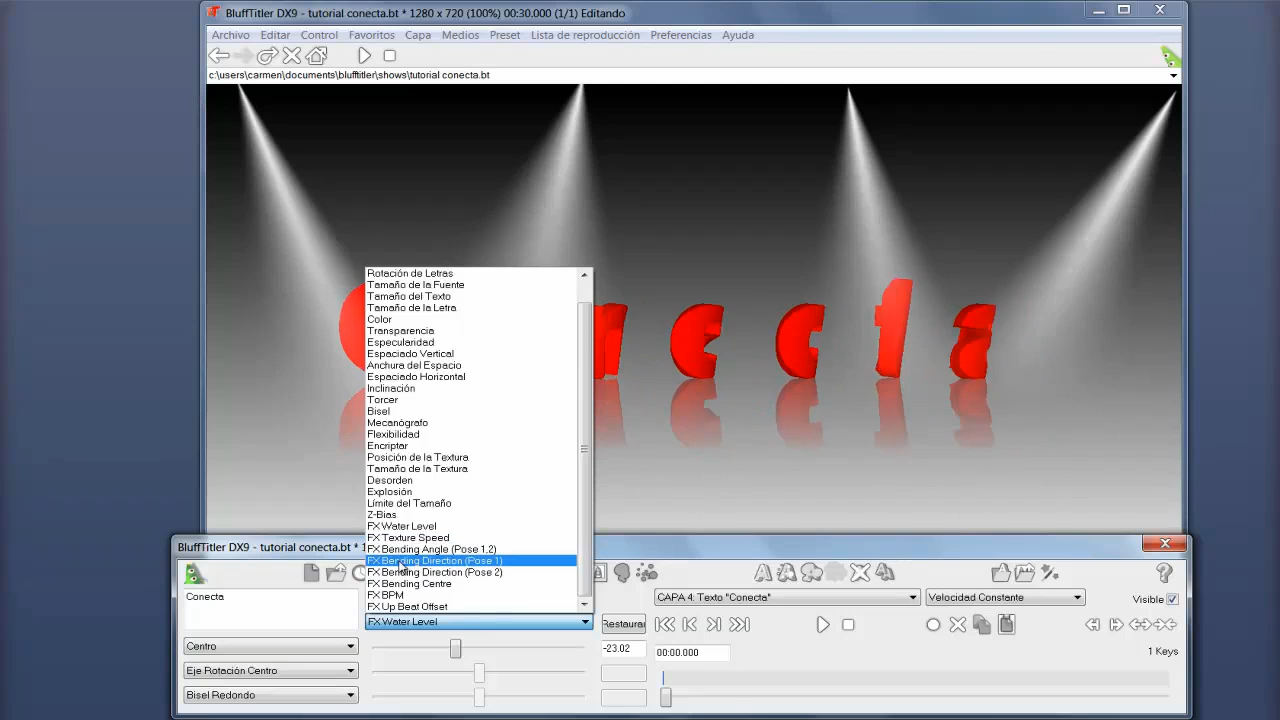 BluffTitler DX9 - tutorial conecta.bt * 1280 x 720 (100%) 00:30.000 (1/1) Editando
Archivo Editar Control Favoritos Capa Medios Preset Lista de reproducción Preferencias Ayuda
c:\users\carmen\documents\blufftitler\shows\tutorial conecta.bt
Rotación de Letras
Tamaño de la Fuente
Tamaño del Texto
Tamaño de la Letra
Color
Transparencia
Especularidad
Espaciado Vertical
Anchura del Espacio
Espaciado Horizontal
Inclinación
Torcer
Bisel
Mecanógrafo
Flexibilidad
Encriptar
Posición de la Textura
Tamaño de la Textura
Desorden
Explosión
Límite del Tamaño
Z-Bias
FX Water Level
FX Texture Speed
FX Bending Angle (Pose 1,2)
FX Bending Direction (Pose 1)
FX Bending Direction (Pose 2)
FX Bending Centre
FX BPM
FX Up Beat Offset
BluffTitler DX9 - tutorial conecta.bt * 1
Conecta
CAPA 4: Texto "Conecta" Velocidad Constante Visible
FX Water Level Restaurar
Centro -23.02 00:00.000 1 Keys
Eje Rotación Centro
Bisel Redondo